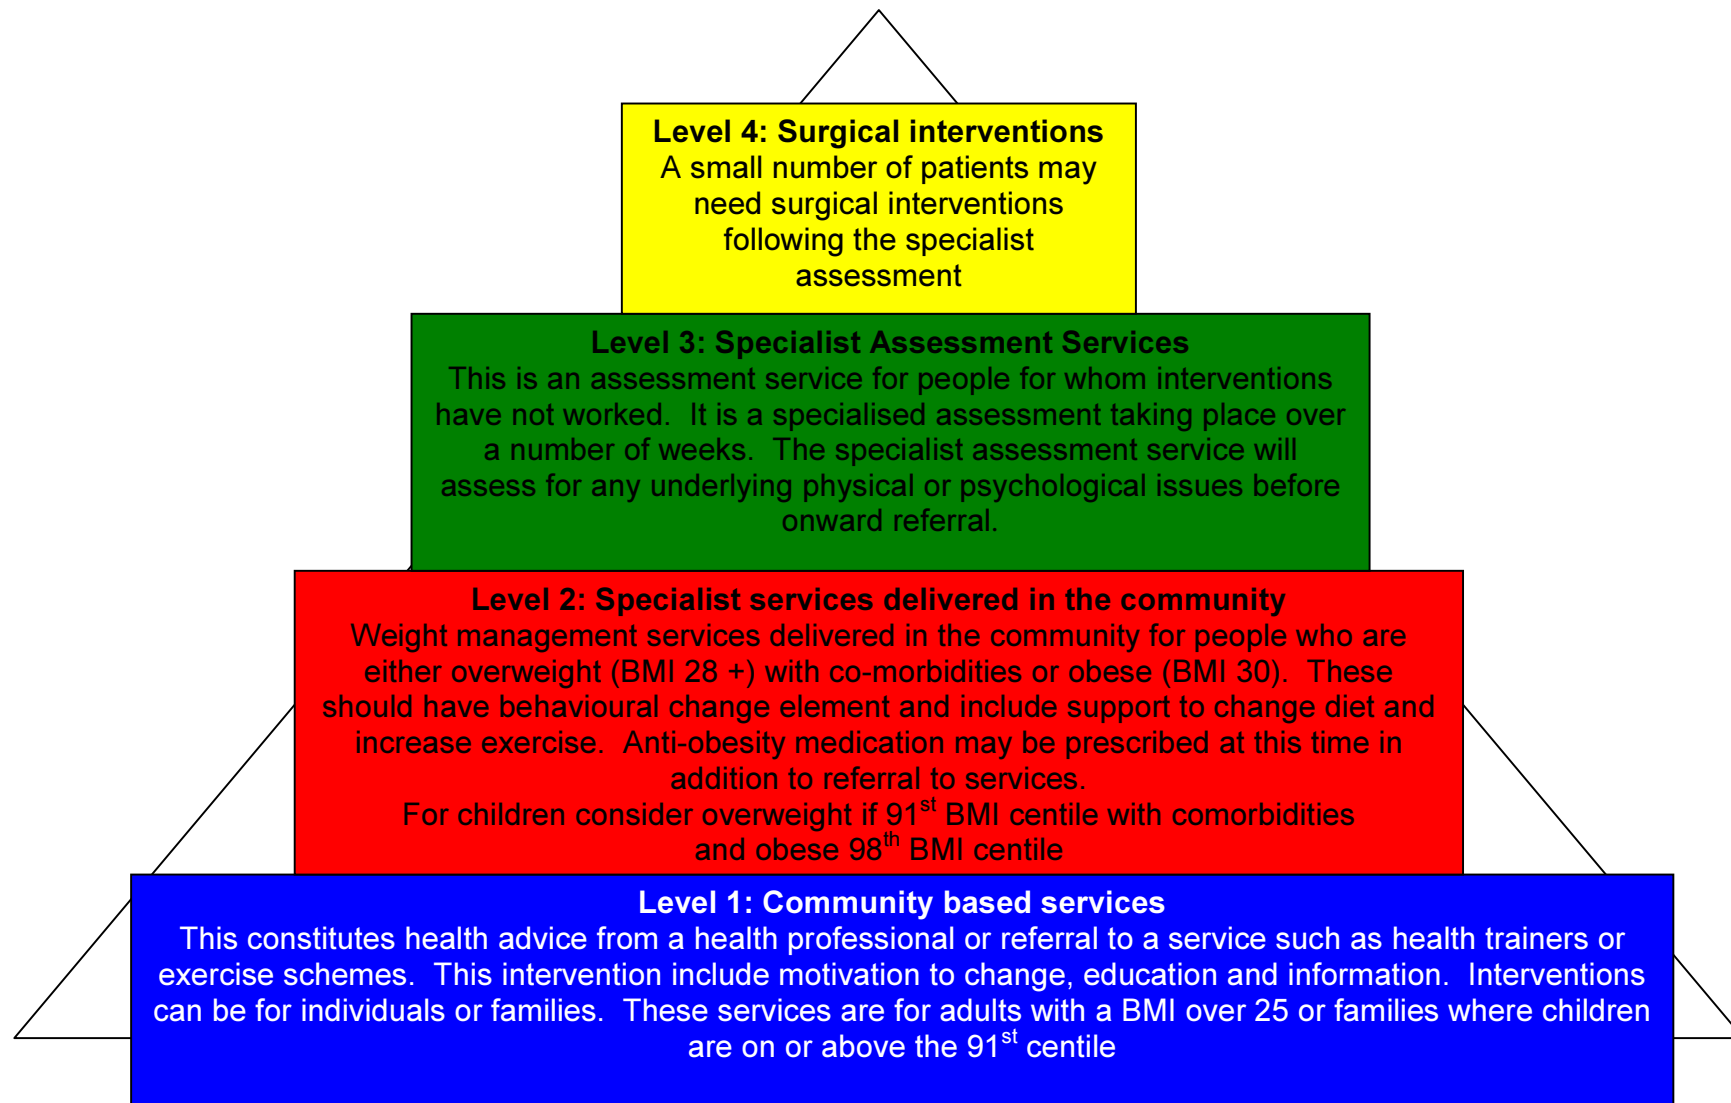 Level 4: Surgical interventions
A small number of patients may
need surgical interventions
following the specialist
assessment
Level 3: Specialist Assessment Services
This is an assessment service for people for whom interventions
have not worked.  It is a specialised assessment taking place over
a number of weeks.  The specialist assessment service will
assess for any underlying physical or psychological issues before
onward referral.
Level 2: Specialist services delivered in the community
Weight management services delivered in the community for people who are
either overweight (BMI 28 +) with co-morbidities or obese (BMI 30).  These
should have behavioural change element and include support to change diet and
increase exercise.  Anti-obesity medication may be prescribed at this time in
addition to referral to services.
For children consider overweight if 91st BMI centile with comorbidities
and obese 98th BMI centile
Level 1: Community based services
This constitutes health advice from a health professional or referral to a service such as health trainers or
exercise schemes.  This intervention include motivation to change, education and information.  Interventions
can be for individuals or families.  These services are for adults with a BMI over 25 or families where children
are on or above the 91st centile